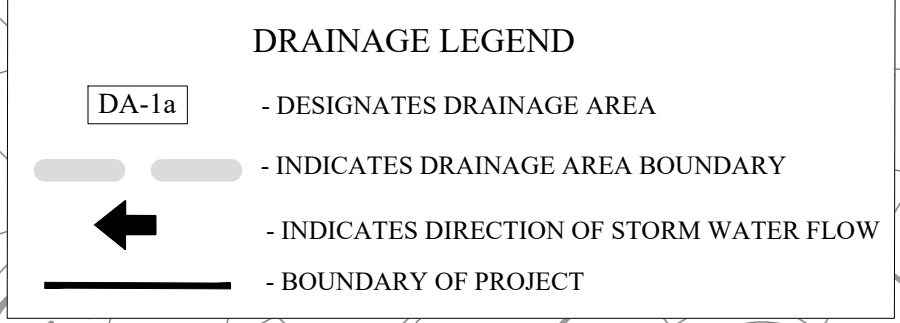 DRAINAGE LEGEND
DA-1a - DESIGNATES DRAINAGE AREA
- INDICATES DRAINAGE AREA BOUNDARY
- INDICATES DIRECTION OF STORM WATER FLOW
- BOUNDARY OF PROJECT